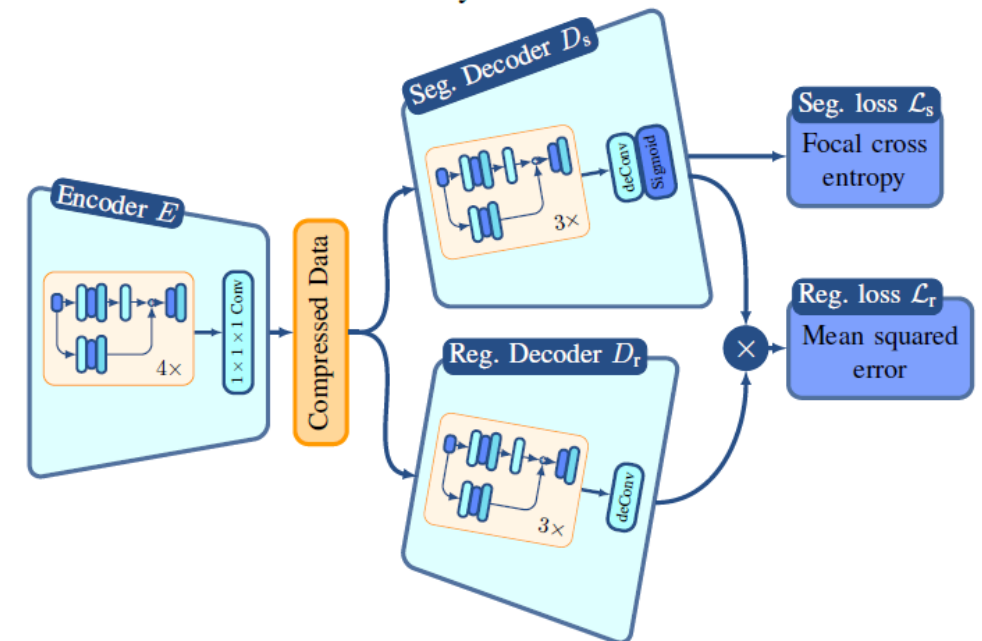 Encoder E
4×
1 × 1 × 1 Conv
Compressed Data
Seg. Decoder Dₛ
3×
deConv
Sigmoid
Reg. Decoder Dᵣ
3×
deConv
×
Seg. loss ℒₛ
Focal cross
entropy
Reg. loss ℒᵣ
Mean squared
error